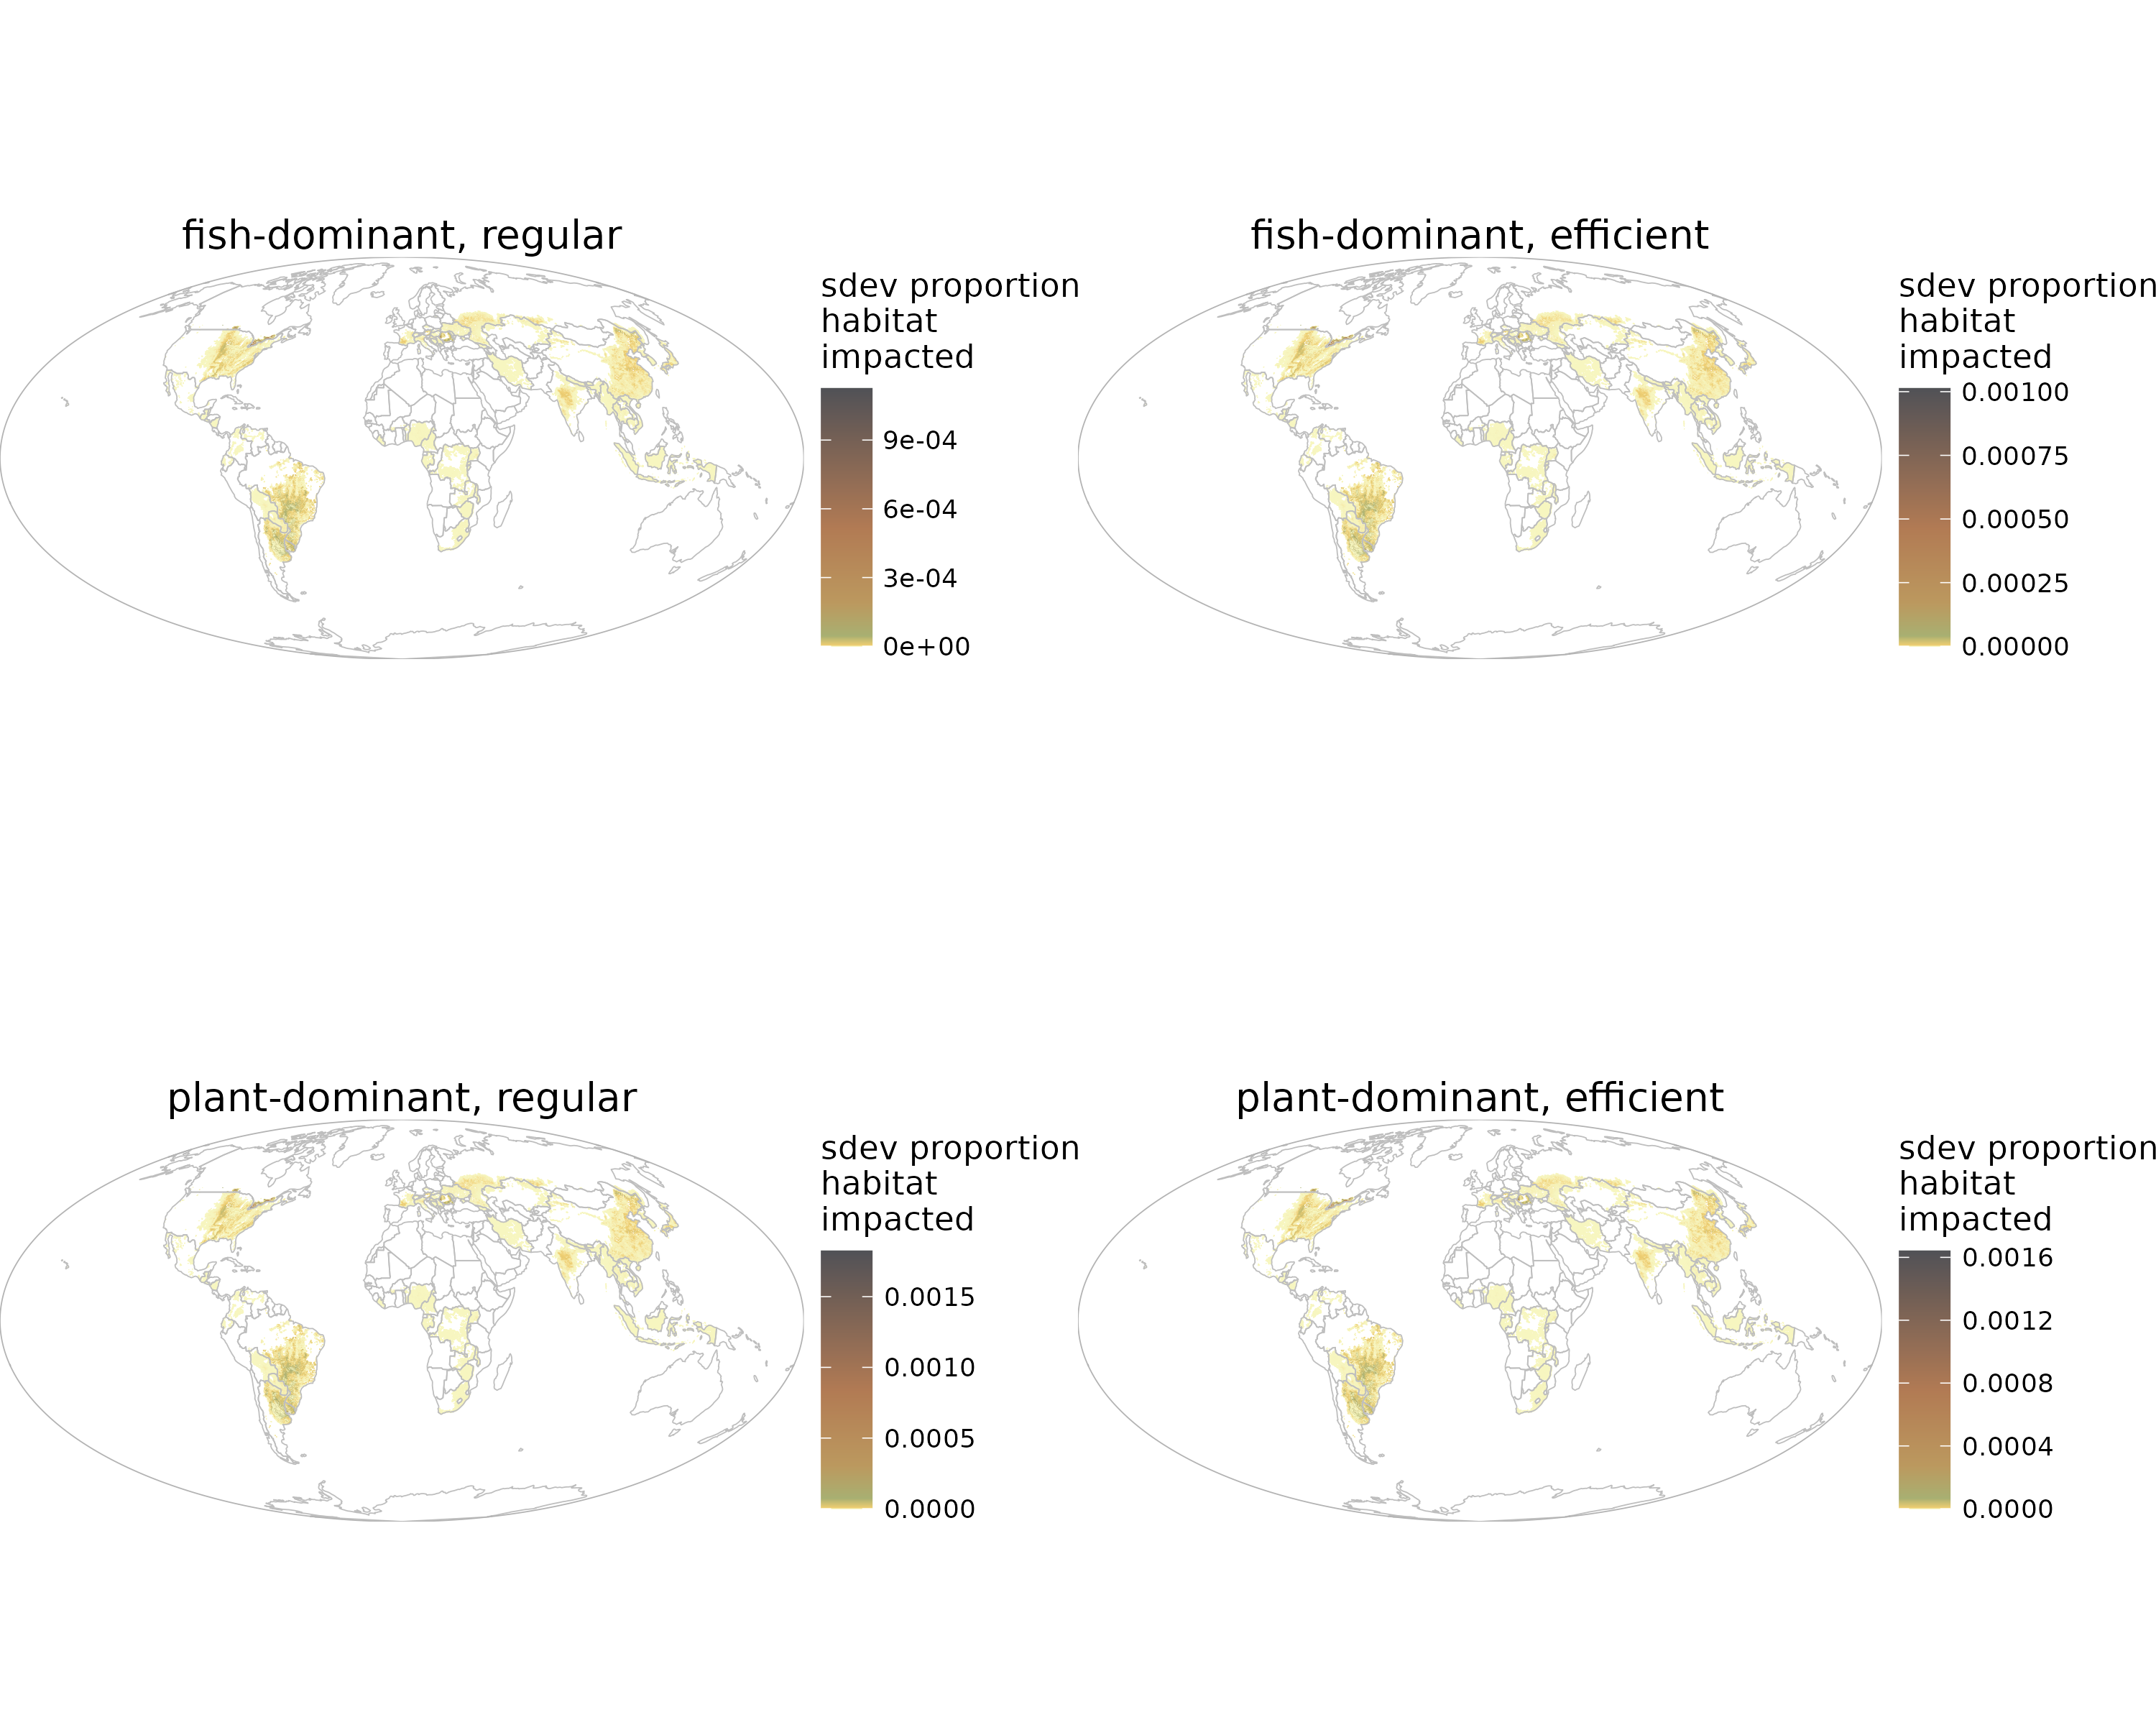 fish-dominant, regular
sdev proportion
habitat
impacted
9e-04
6e-04
3e-04
0e+00
fish-dominant, efficient
sdev proportion
habitat
impacted
0.00100
0.00075
0.00050
0.00025
0.00000
plant-dominant, regular
sdev proportion
habitat
impacted
0.0015
0.0010
0.0005
0.0000
plant-dominant, efficient
sdev proportion
habitat
impacted
0.0016
0.0012
0.0008
0.0004
0.0000